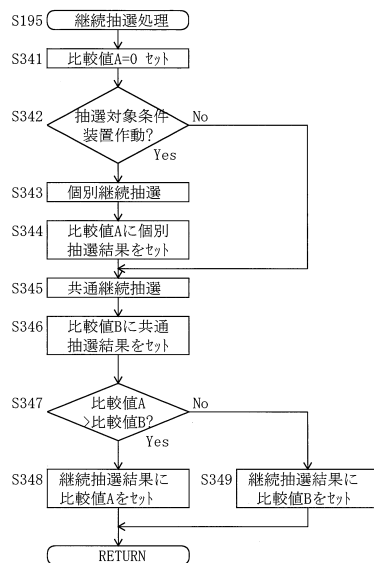 S195 継続抽選処理
S341 比較値A=0 セット
S342 抽選対象条件
装置作動?
No
Yes
S343 個別継続抽選
S344 比較値Aに個別
抽選結果をセット
S345 共通継続抽選
S346 比較値Bに共通
抽選結果をセット
S347 比較値A
>比較値B?
No
Yes
S348 継続抽選結果に
比較値Aをセット
S349 継続抽選結果に
比較値Bをセット
RETURN